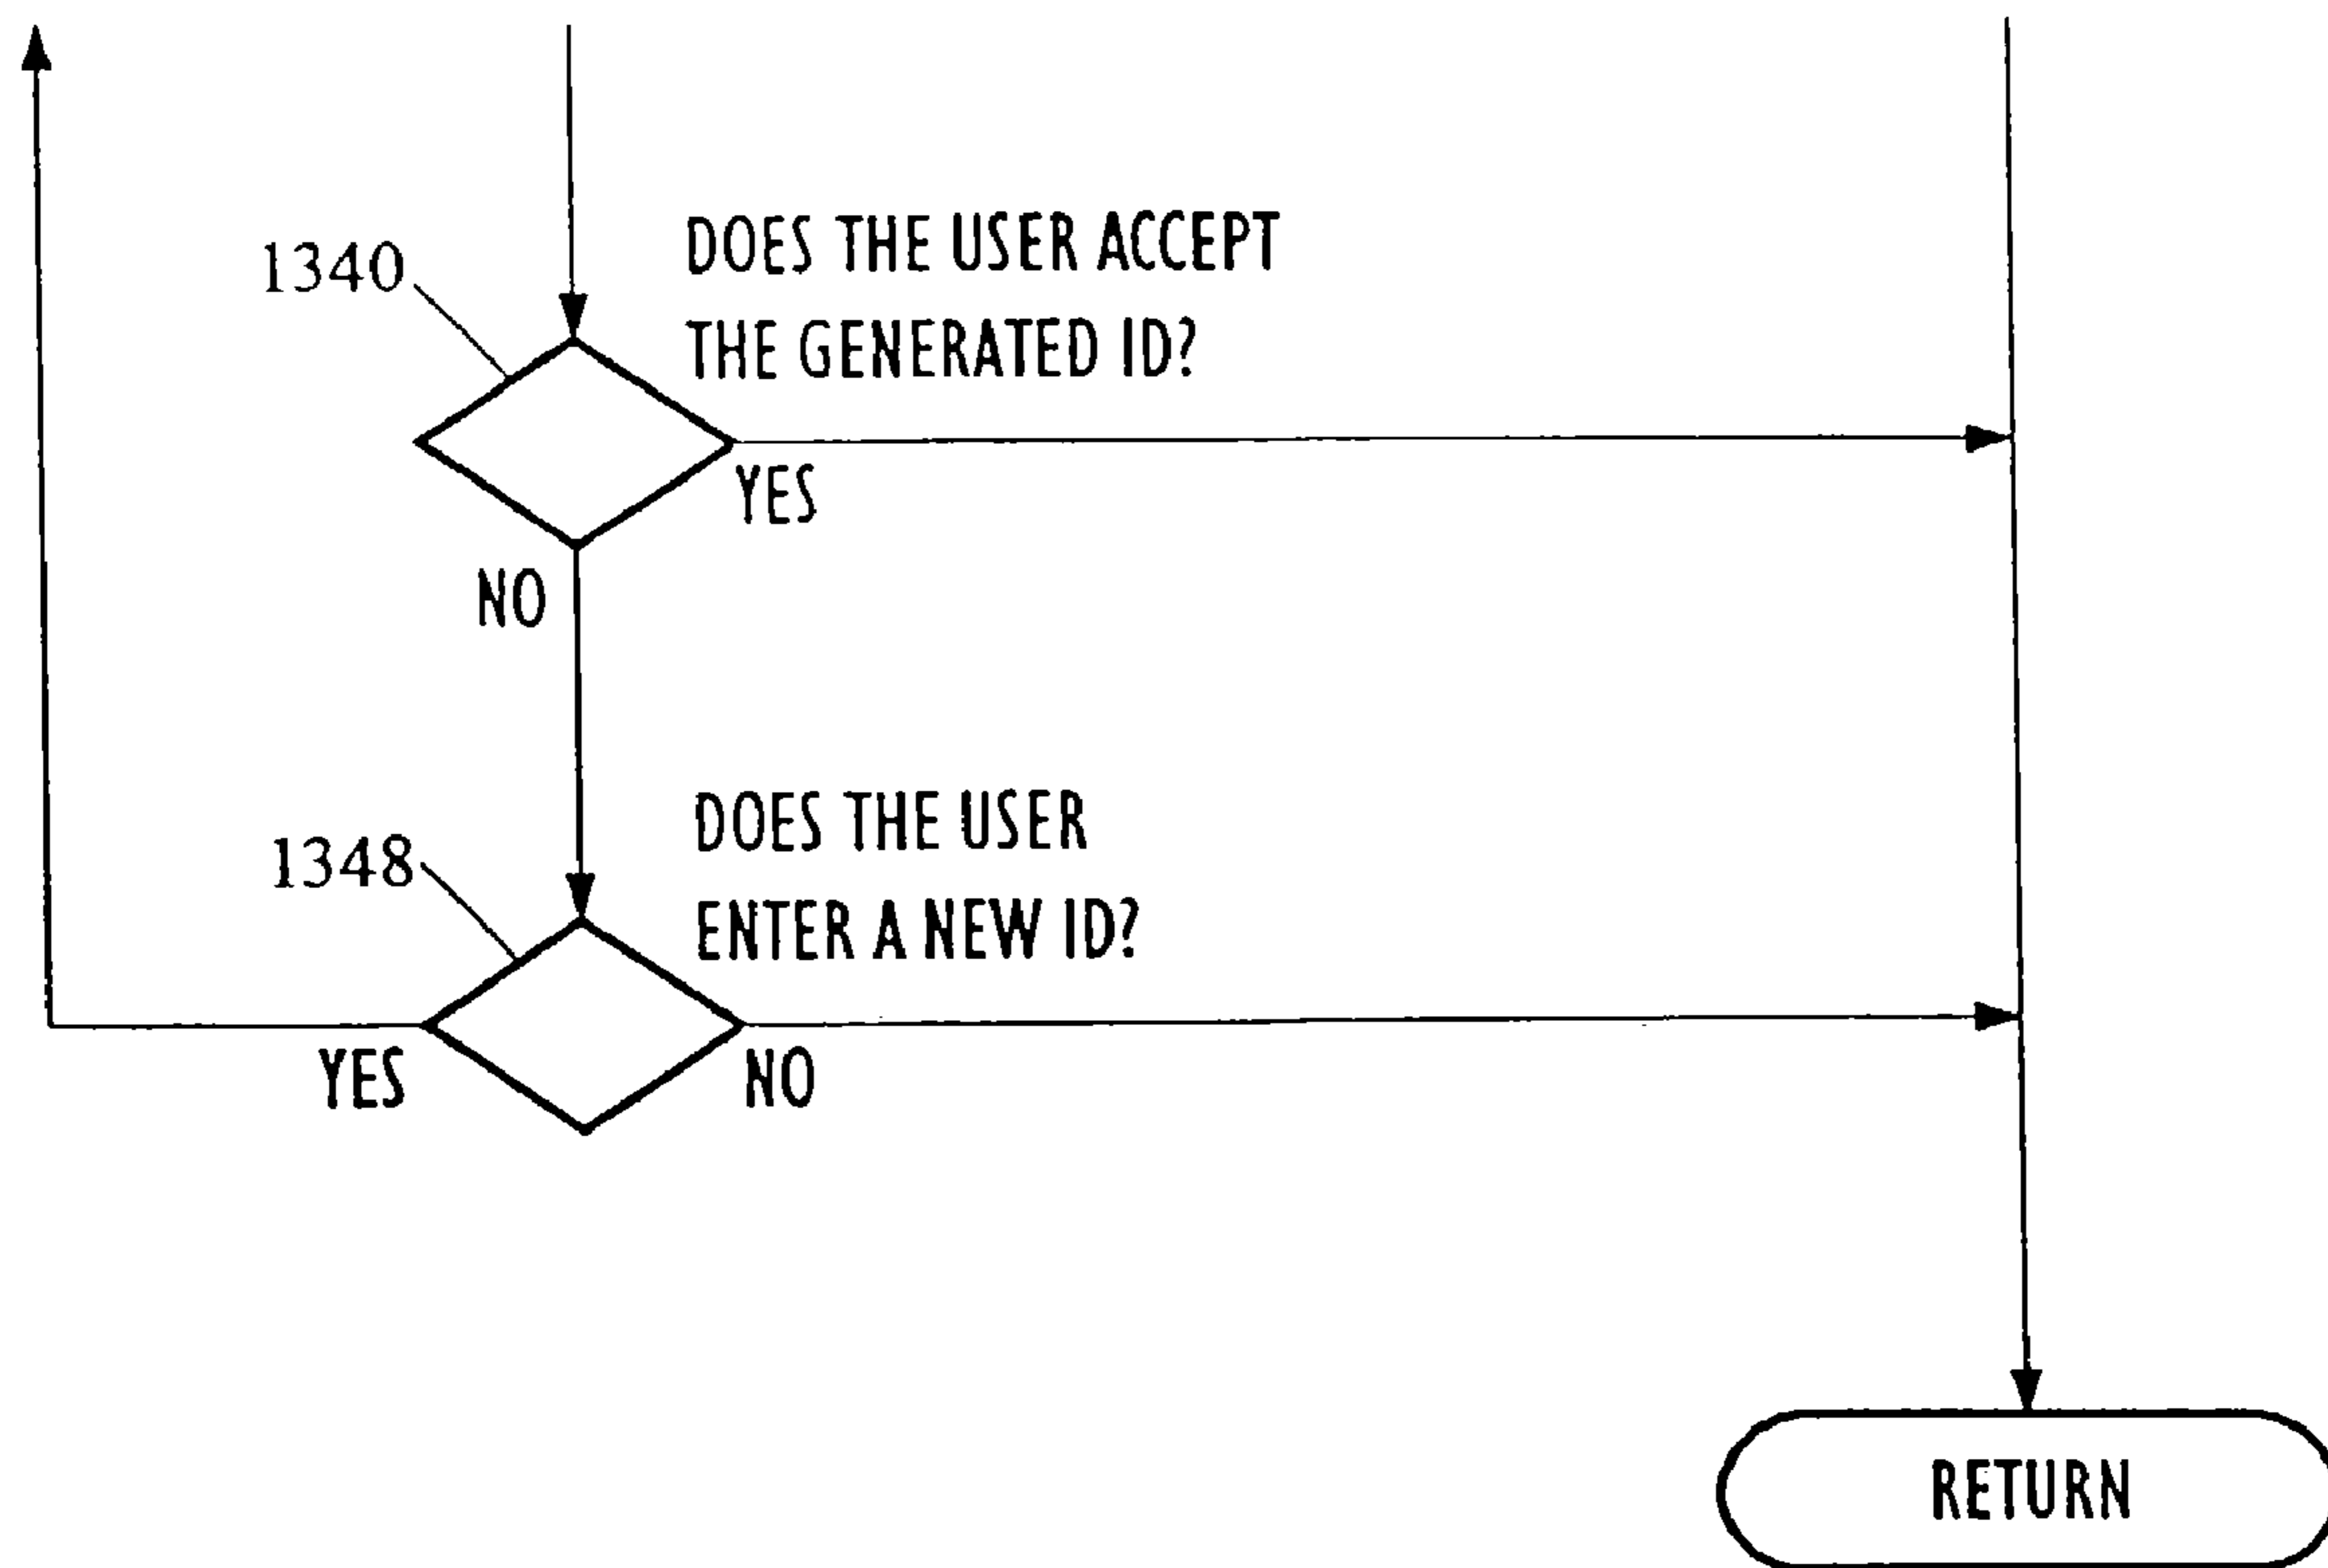 1340
DOES THE USER ACCEPT
THE GENERATED ID?
YES
NO
1348
DOES THE USER
ENTER A NEW ID?
YES
NO
RETURN